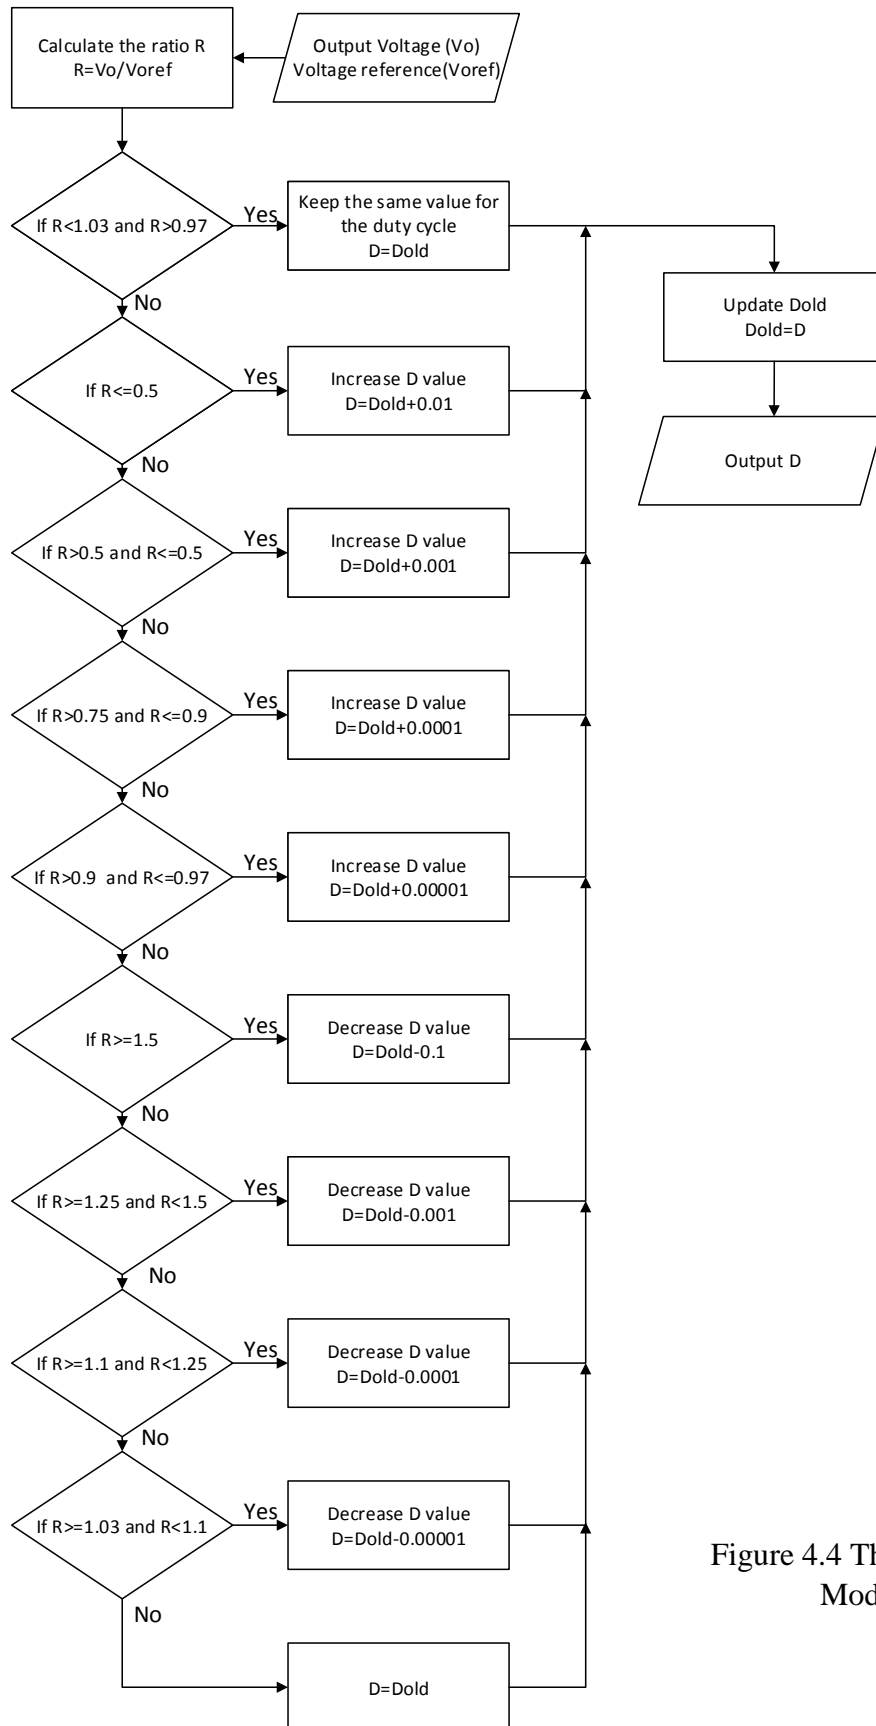 Calculate the ratio R
R=Vo/Voref
Output Voltage (Vo)
Voltage reference(Voref)
If R<1.03 and R>0.97
Yes
Keep the same value for
the duty cycle
D=Dold
Update Dold
Dold=D
Output D
No
If R<=0.5
Yes
Increase D value
D=Dold+0.01
No
If R>0.5 and R<=0.5
Yes
Increase D value
D=Dold+0.001
No
If R>0.75 and R<=0.9
Yes
Increase D value
D=Dold+0.0001
No
If R>0.9  and R<=0.97
Yes
Increase D value
D=Dold+0.00001
No
If R>=1.5
Yes
Decrease D value
D=Dold-0.1
No
If R>=1.25 and R<1.5
Yes
Decrease D value
D=Dold-0.001
No
If R>=1.1 and R<1.25
Yes
Decrease D value
D=Dold-0.0001
No
If R>=1.03 and R<1.1
Yes
Decrease D value
D=Dold-0.00001
No
D=Dold
Figure 4.4 Th
Mod